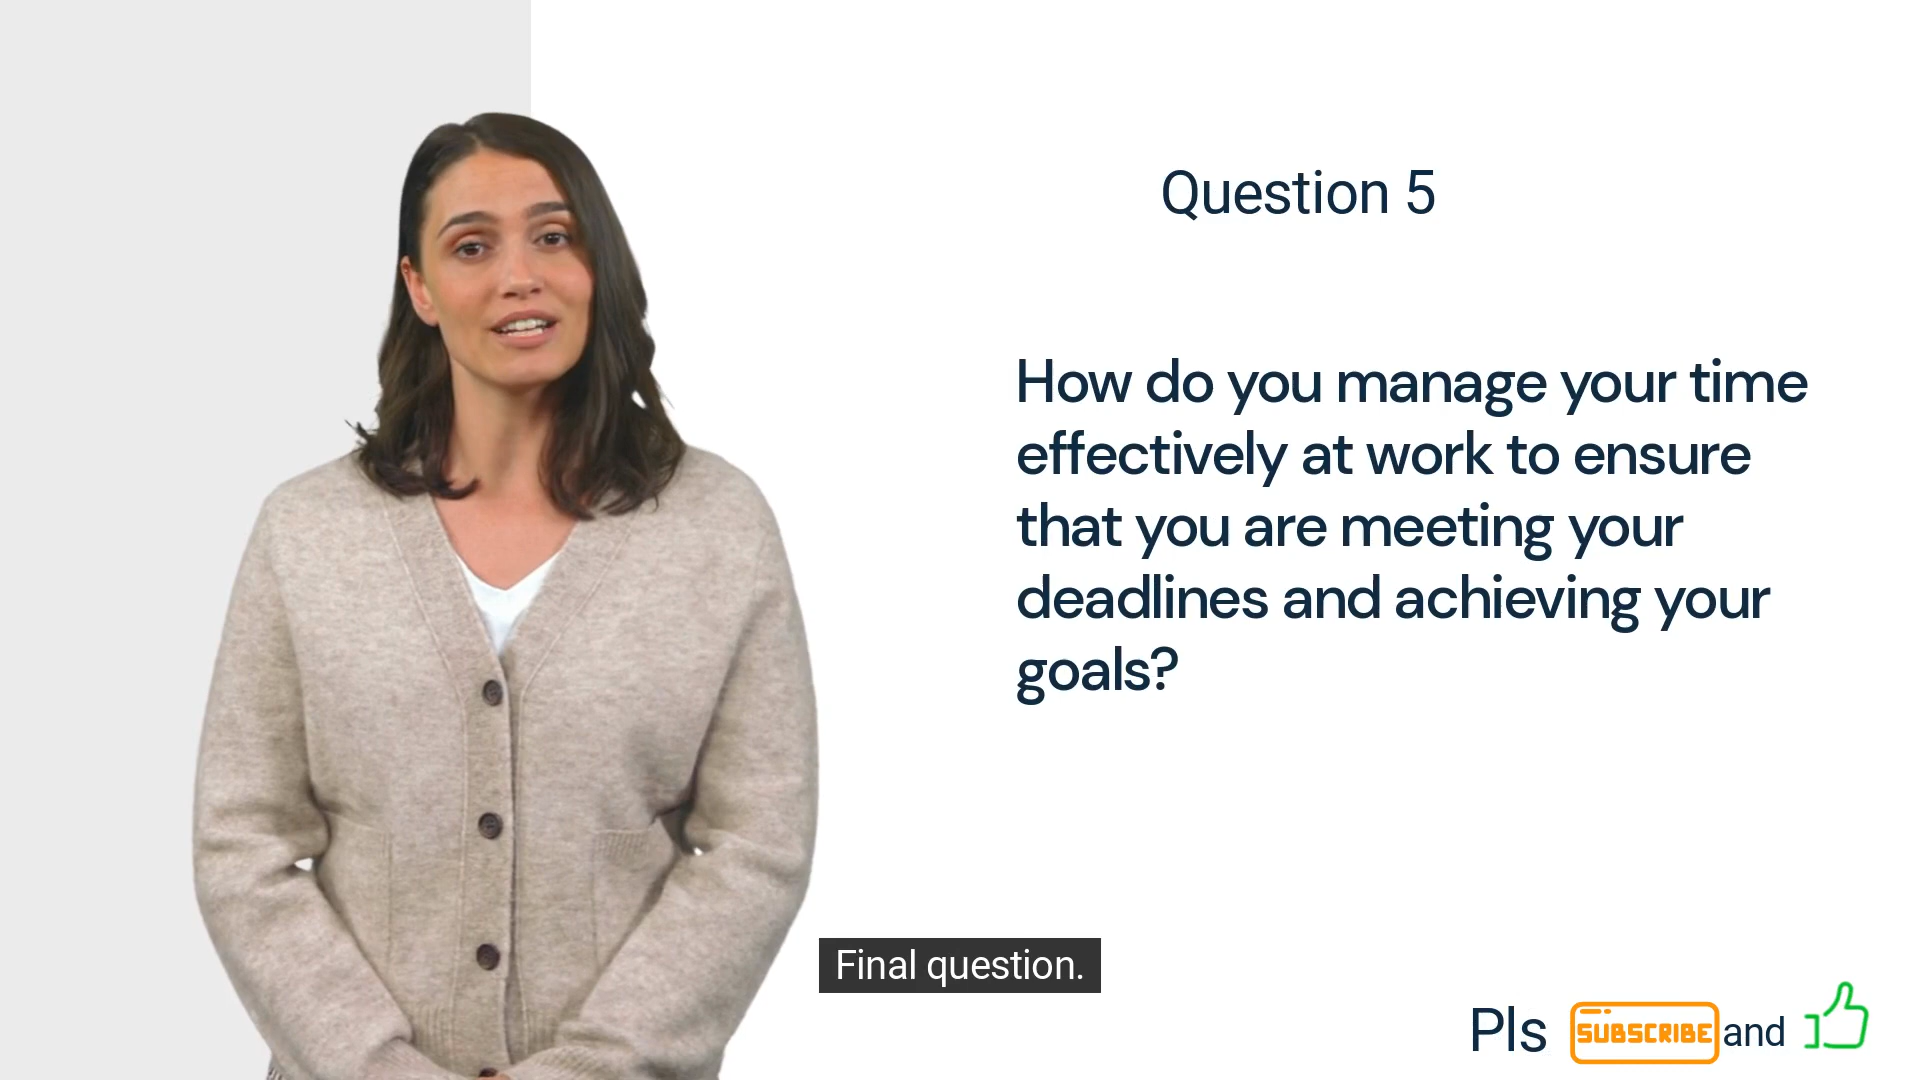 Question 5
How do you manage your time
effectively at work to ensure
that you are meeting your
deadlines and achieving your
goals?
Final question.
Pls SUBSCRIBE and